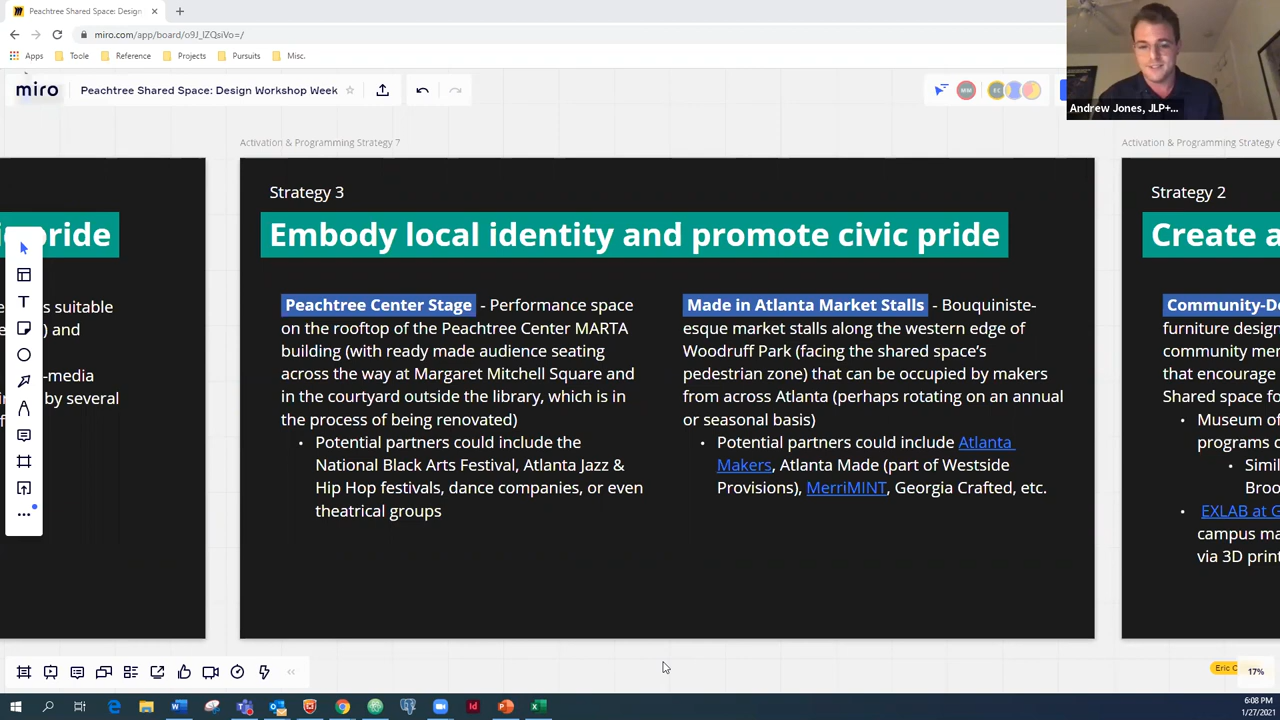 Peachtree Shared Space: Design
miro.com/app/board/o9J_lZQsiVo=/
Apps
Tools
Reference
Projects
Pursuits
Misc.
miro
Peachtree Shared Space: Design Workshop Week
MM
EC
Andrew Jones, JLP+...
Activation & Programming Strategy 7
Activation & Programming Strategy 6
Strategy 3
Strategy 2
pride
Embody local identity and promote civic pride
Create a
Peachtree Center Stage - Performance space
on the rooftop of the Peachtree Center MARTA
building (with ready made audience seating
across the way at Margaret Mitchell Square and
in the courtyard outside the library, which is in
the process of being renovated)
• Potential partners could include the
National Black Arts Festival, Atlanta Jazz &
Hip Hop festivals, dance companies, or even
theatrical groups
Made in Atlanta Market Stalls - Bouquiniste-
esque market stalls along the western edge of
Woodruff Park (facing the shared space's
pedestrian zone) that can be occupied by makers
from across Atlanta (perhaps rotating on an annual
or seasonal basis)
• Potential partners could include Atlanta
Makers, Atlanta Made (part of Westside
Provisions), MerriMINT, Georgia Crafted, etc.
s suitable
) and
-media
by several
Community-De
furniture design
community mem
that encourage
Shared space fo
• Museum of
programs o
• Simil
Broo
• EXLAB at G
campus ma
via 3D print
Eric C
17%
6:08 PM
1/27/2021